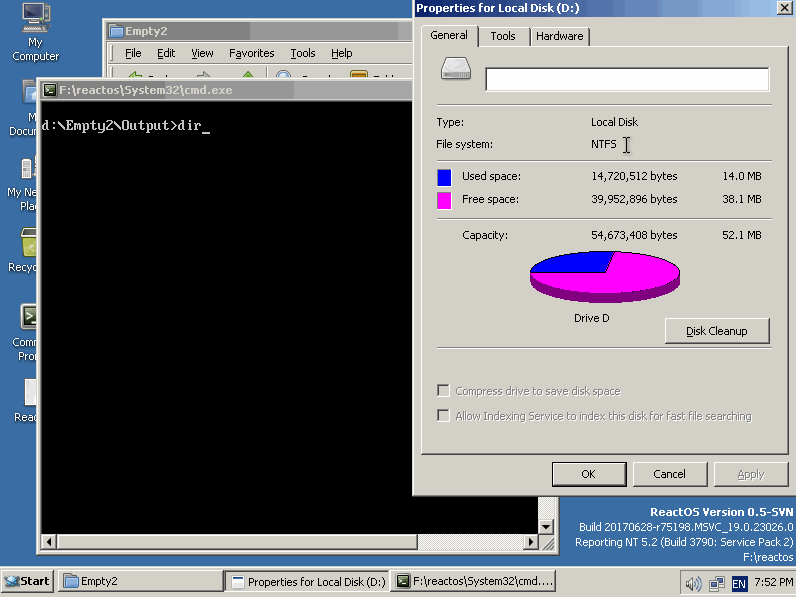 My
Computer
My Ne
Plac
Recyc
Com
Pro
Reac
Empty2
File Edit View Favorites Tools Help
F:\reactos\System32\cmd.exe
d:\Empty2\Output>dir_
Properties for Local Disk (D:)
General Tools Hardware
Type: Local Disk
File system: NTFS
Used space: 14,720,512 bytes 14.0 MB
Free space: 39,952,896 bytes 38.1 MB
Capacity: 54,673,408 bytes 52.1 MB
Drive D
Disk Cleanup
Compress drive to save disk space
Allow Indexing Service to index this disk for fast file searching
OK Cancel Apply
ReactOS Version 0.5-SVN
Build 20170628-r75198.MSVC_19.0.23026.0
Reporting NT 5.2 (Build 3790: Service Pack 2)
F:\reactos
Start Empty2 Properties for Local Disk (D:) F:\reactos\System32\cmd.... EN 7:52 PM